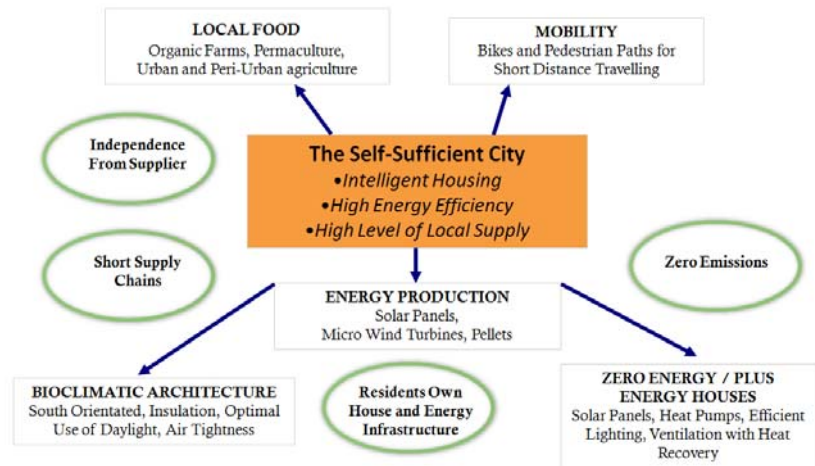 LOCAL FOOD
Organic Farms, Permaculture,
Urban and Peri-Urban agriculture
MOBILITY
Bikes and Pedestrian Paths for
Short Distance Travelling
Independence
From Supplier
The Self-Sufficient City
•Intelligent Housing
•High Energy Efficiency
•High Level of Local Supply
Short Supply
Chains
Zero Emissions
ENERGY PRODUCTION
Solar Panels,
Micro Wind Turbines, Pellets
BIOCLIMATIC ARCHITECTURE
South Orientated, Insulation, Optimal
Use of Daylight, Air Tightness
Residents Own
House and Energy
Infrastructure
ZERO ENERGY / PLUS
ENERGY HOUSES
Solar Panels, Heat Pumps, Efficient
Lighting, Ventilation with Heat
Recovery